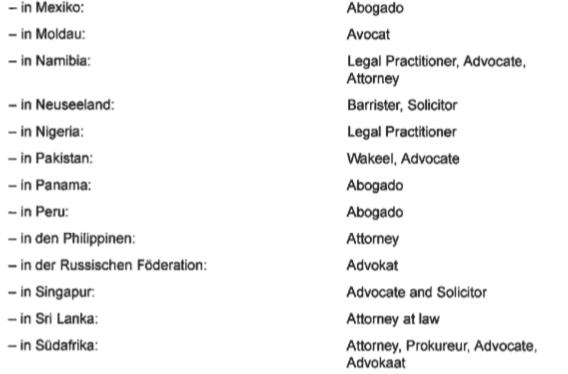 – in Mexiko: Abogado
– in Moldau: Avocat
– in Namibia: Legal Practitioner, Advocate,
Attorney
– in Neuseeland: Barrister, Solicitor
– in Nigeria: Legal Practitioner
– in Pakistan: Wakeel, Advocate
– in Panama: Abogado
– in Peru: Abogado
– in den Philippinen: Attorney
– in der Russischen Föderation: Advokat
– in Singapur: Advocate and Solicitor
– in Sri Lanka: Attorney at law
– in Südafrika: Attorney, Prokureur, Advocate,
Advokaat